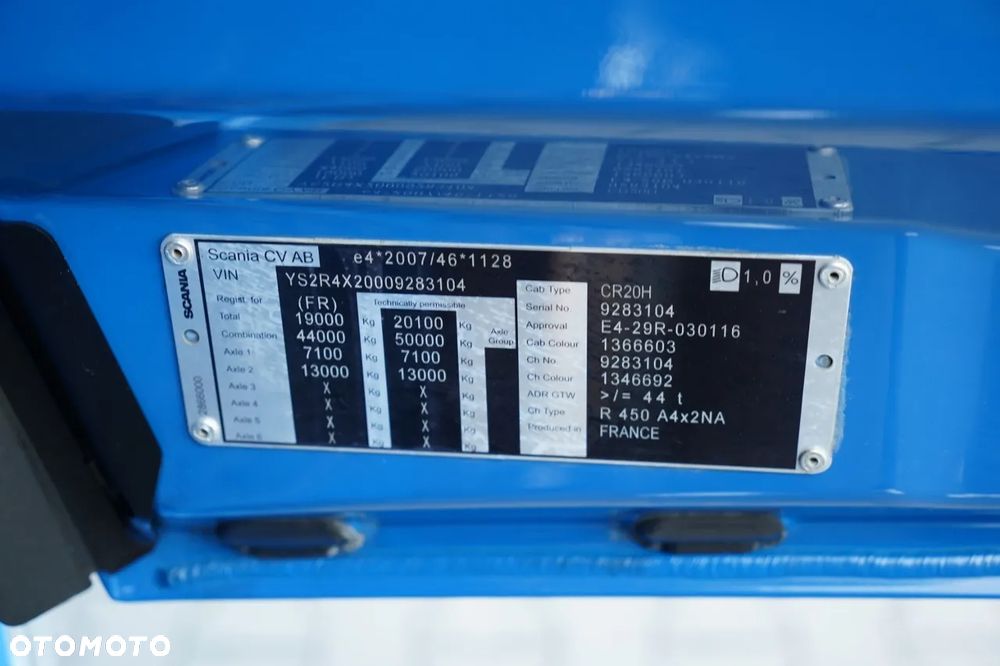 Scania CV AB e4*2007/46*1128 1,0 %
VIN YS2R4X20009283104
Regist. for (FR) Technically permissible
Total 19000 Kg 20100 Kg Axle Group
Combination 44000 Kg 50000 Kg
Axle 1 7100 Kg 7100 Kg
Axle 2 13000 Kg 13000 Kg
Axle 3 X Kg X Kg
Axle 4 X Kg X Kg
Axle 5 X Kg X Kg
Axle 6 X Kg X Kg
Cab Type CR20H
Serial No 9283104
Approval E4-29R-030116
Cab Colour 1366603
Ch No. 9283104
Ch Colour 1346692
ADR GTW >/= 44 t
Ch Type R 450 A4x2NA
Produced in FRANCE
SCANIA
OTOMOTO